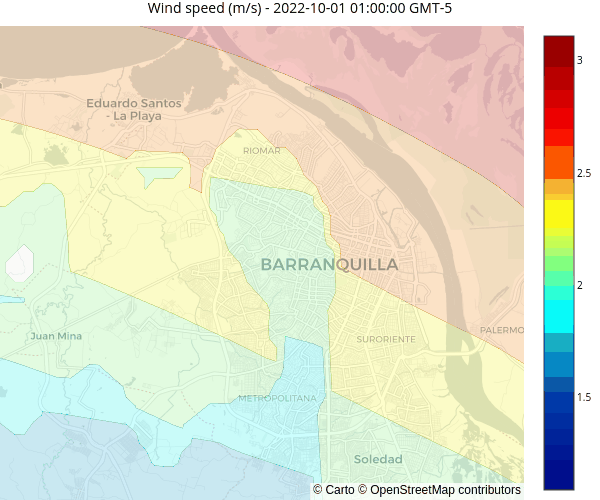 Wind speed (m/s) - 2022-10-01 01:00:00 GMT-5
3
2.5
2
1.5
Eduardo Santos
- La Playa
RIOMAR
BARRANQUILLA
PALERMO
Juan Mina
SURORIENTE
METROPOLITANA
Soledad
© Carto © OpenStreetMap contributors